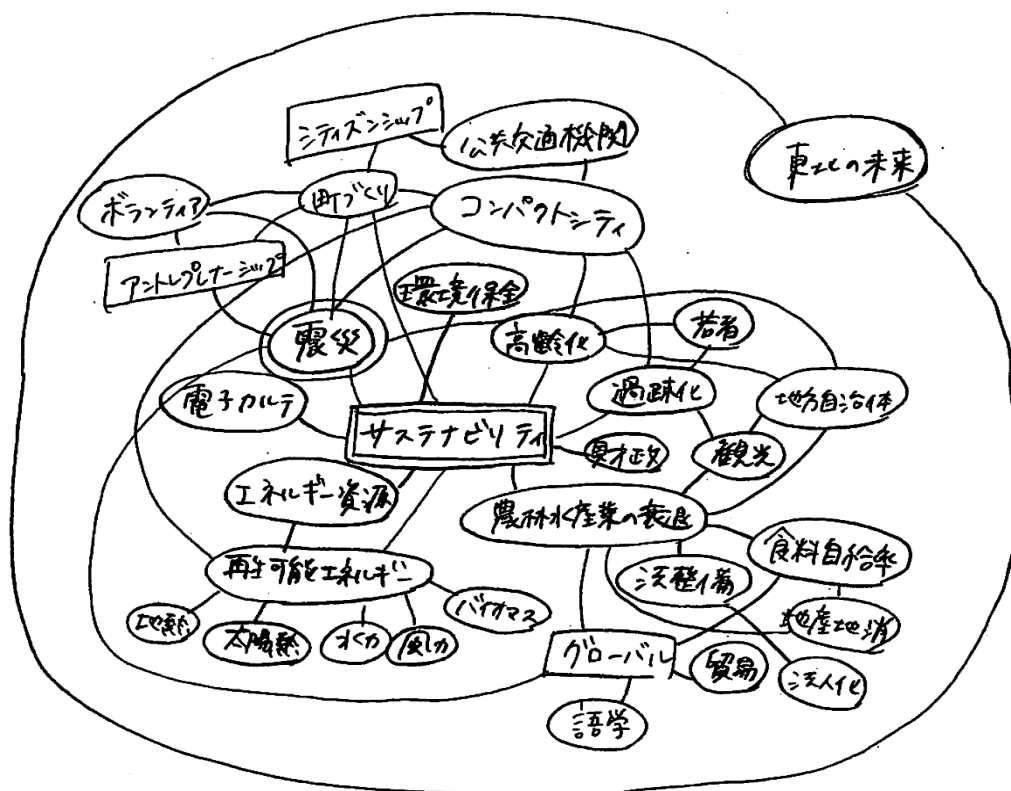 シティズンシップ
公共交通機関
東北の未来
ボランティア
町づくり
コンパクトシティ
アントレプレナーシップ
環境保全
震災
高齢化
若者
電子カルテ
過疎化
地方自治体
サステナビリティ
財政
観光
エネルギー資源
農林水産業の衰退
再生可能エネルギー
法整備
食料自給率
地熱
太陽熱
水力
風力
バイオマス
地産地消
グローバル
貿易
法人化
語学